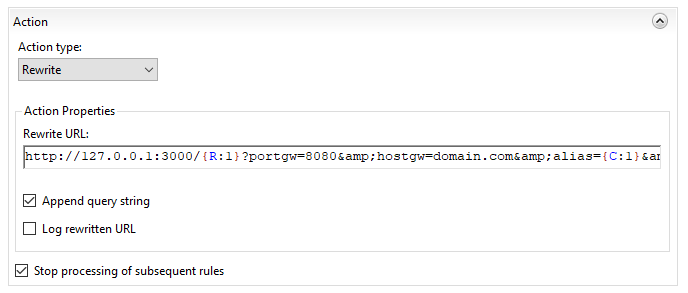 Action
Action type:
Rewrite
Action Properties
Rewrite URL:
http://127.0.0.1:3000/{R:1}?portgw=8080&amp;hostgw=domain.com&amp;alias={C:1}&an
Append query string
Log rewritten URL
Stop processing of subsequent rules